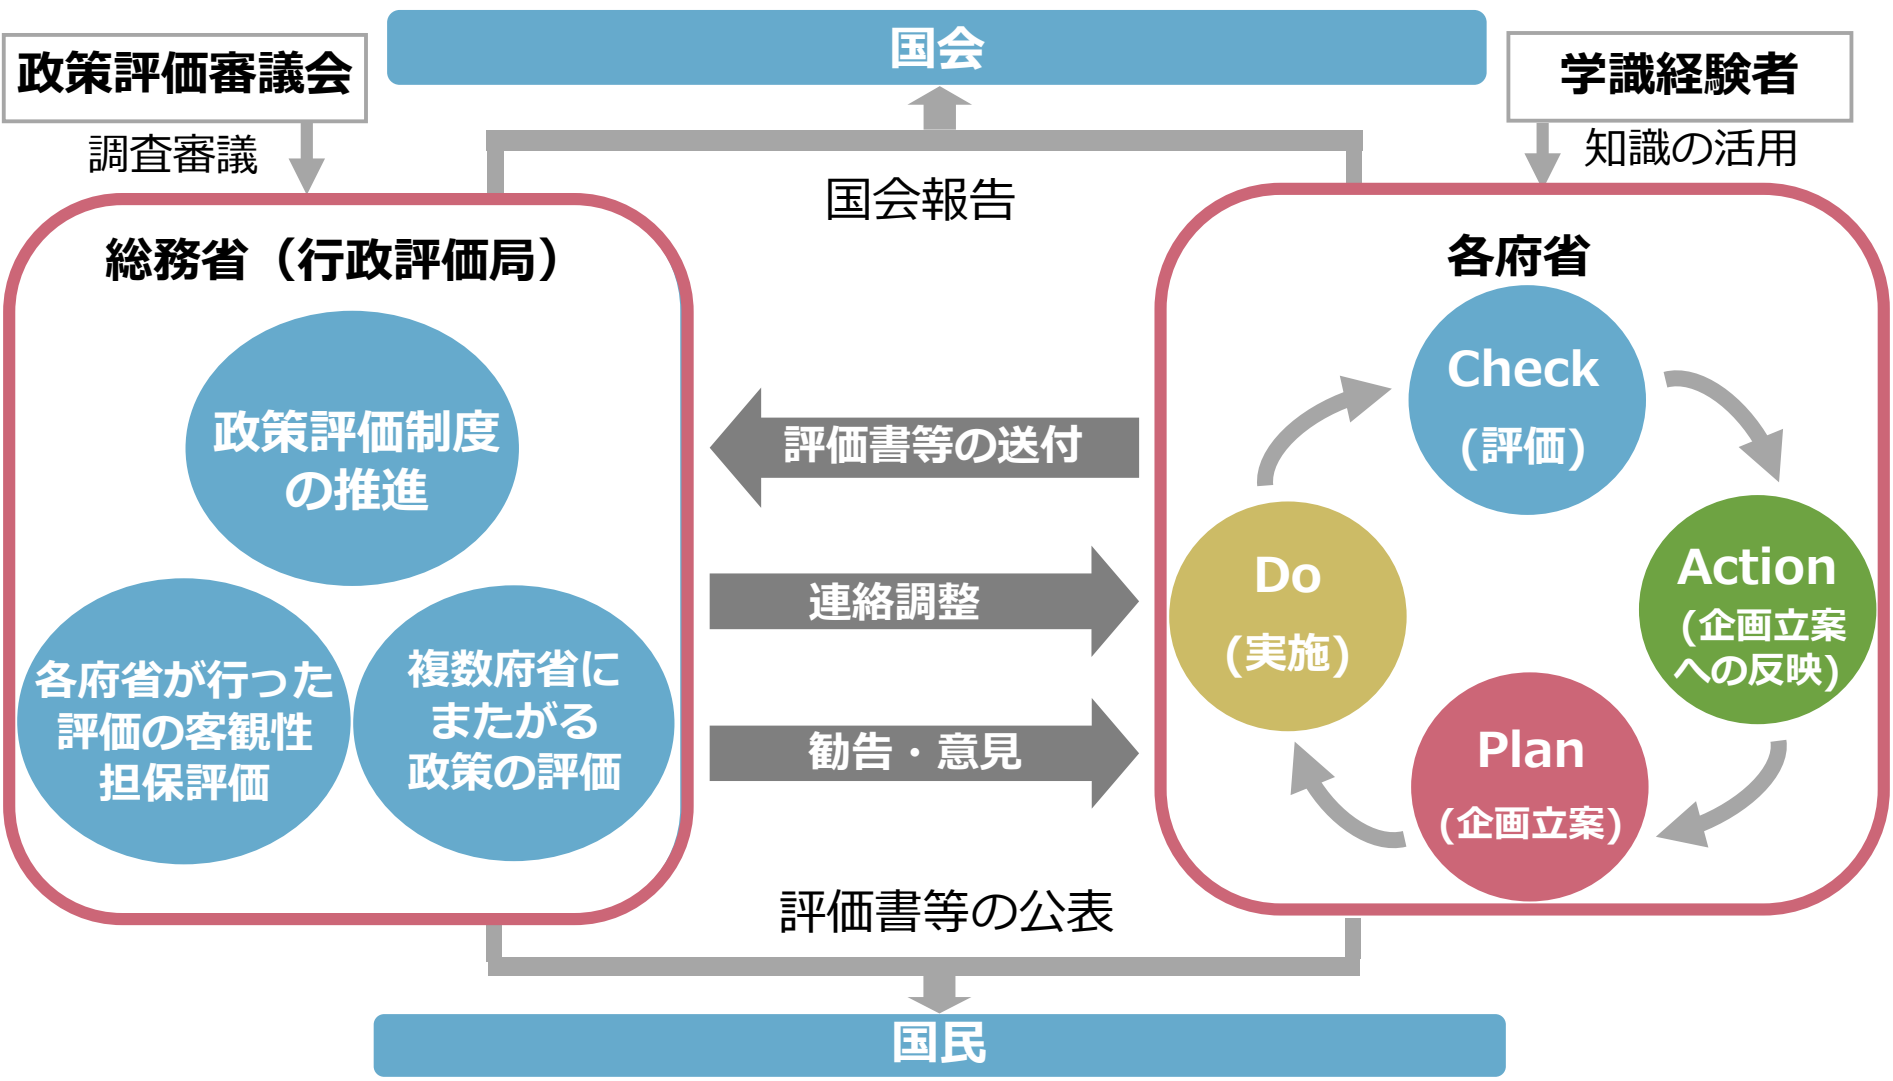 国会
政策評価審議会
学識経験者
調査審議
知識の活用
国会報告
総務省（行政評価局）
政策評価制度
の推進
各府省が行った
評価の客観性
担保評価
複数府省に
またがる
政策の評価
評価書等の送付
連絡調整
勧告・意見
各府省
Check
(評価)
Action
(企画立案
への反映)
Plan
(企画立案)
Do
(実施)
評価書等の公表
国民